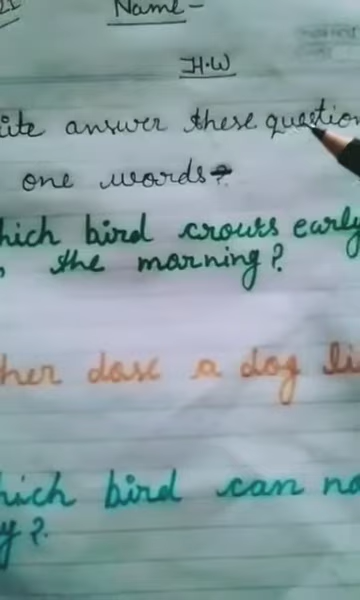 Name-
H.W
ite answer these question
one words?
hich bird crows early
the morning?
her dose a dog li
hich bird can no
y?